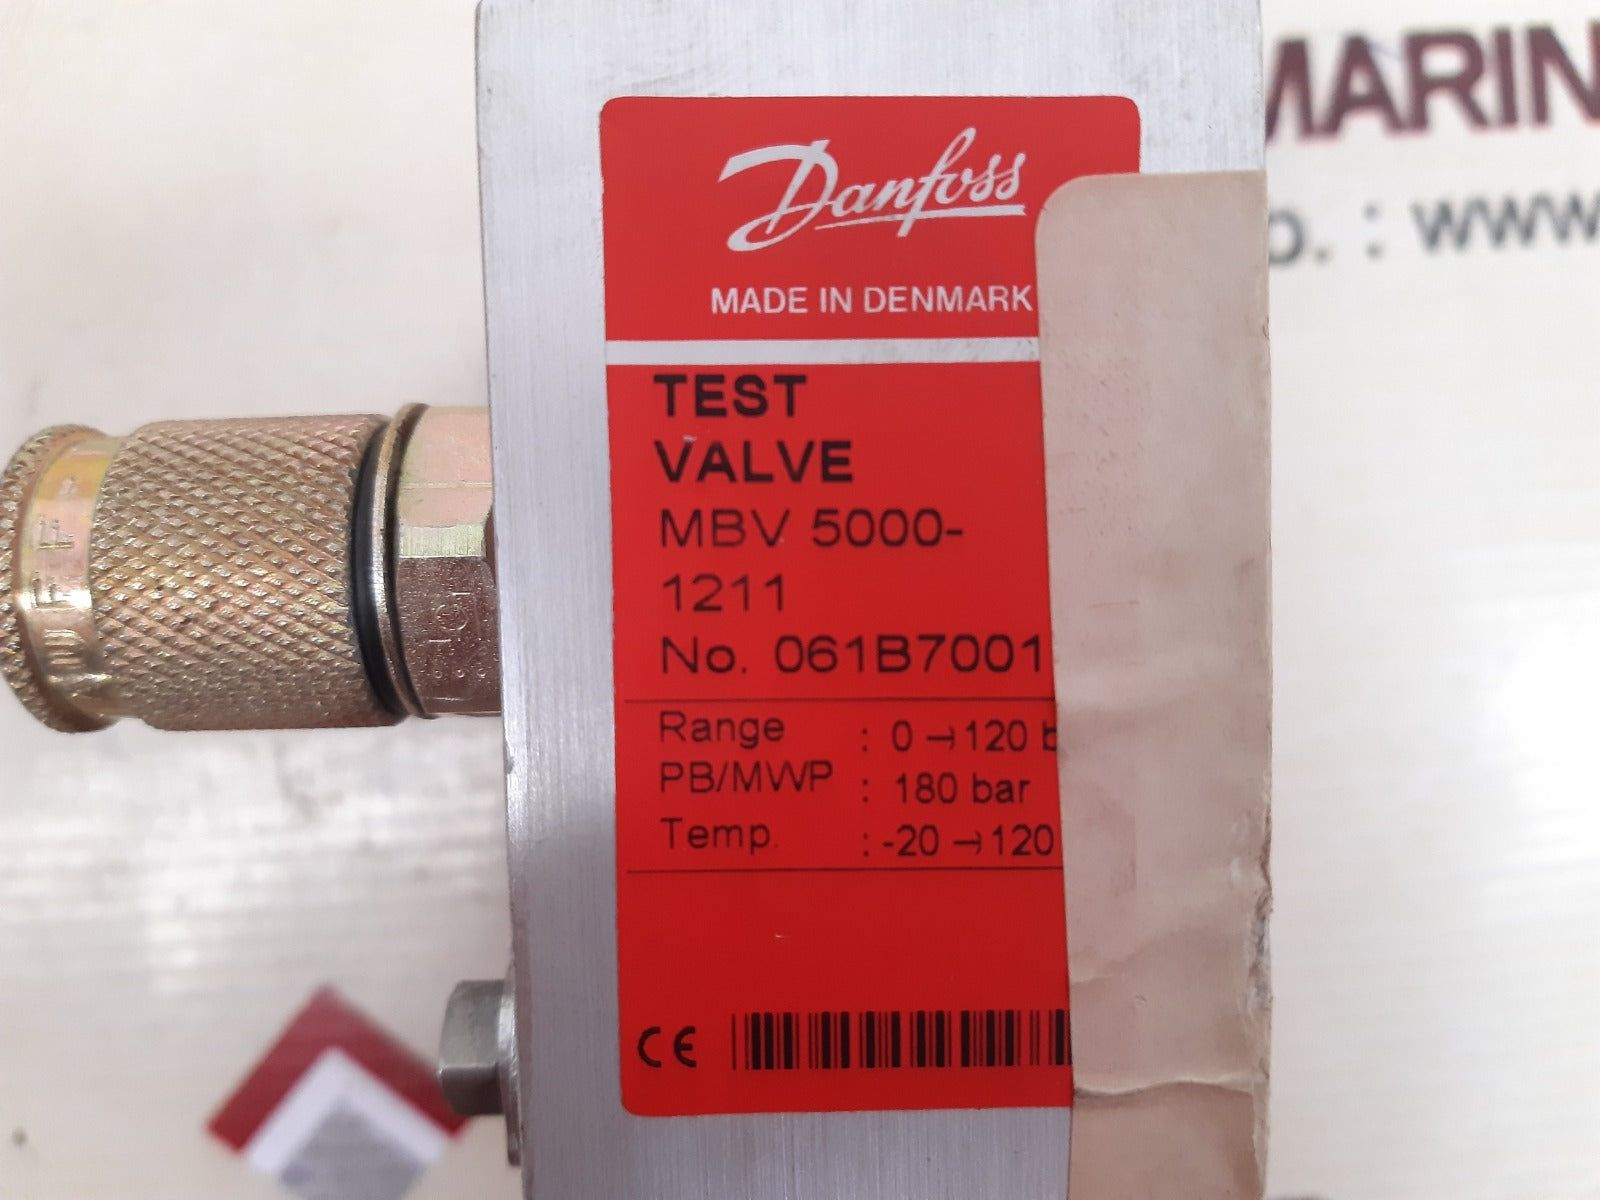 Danfoss
MADE IN DENMARK
TEST
VALVE
MBV 5000-
1211
No. 061B7001
Range : 0 → 120 b
PB/MWP : 180 bar
Temp. : -20 → 120
CE
MARIN
p. : www